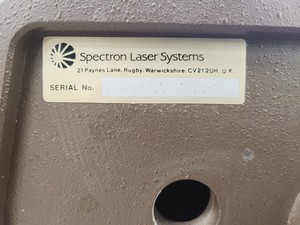 Spectron Laser Systems
21 Paynes Lane, Rugby, Warwickshire. CV21 2UH U.K
SERIAL No.